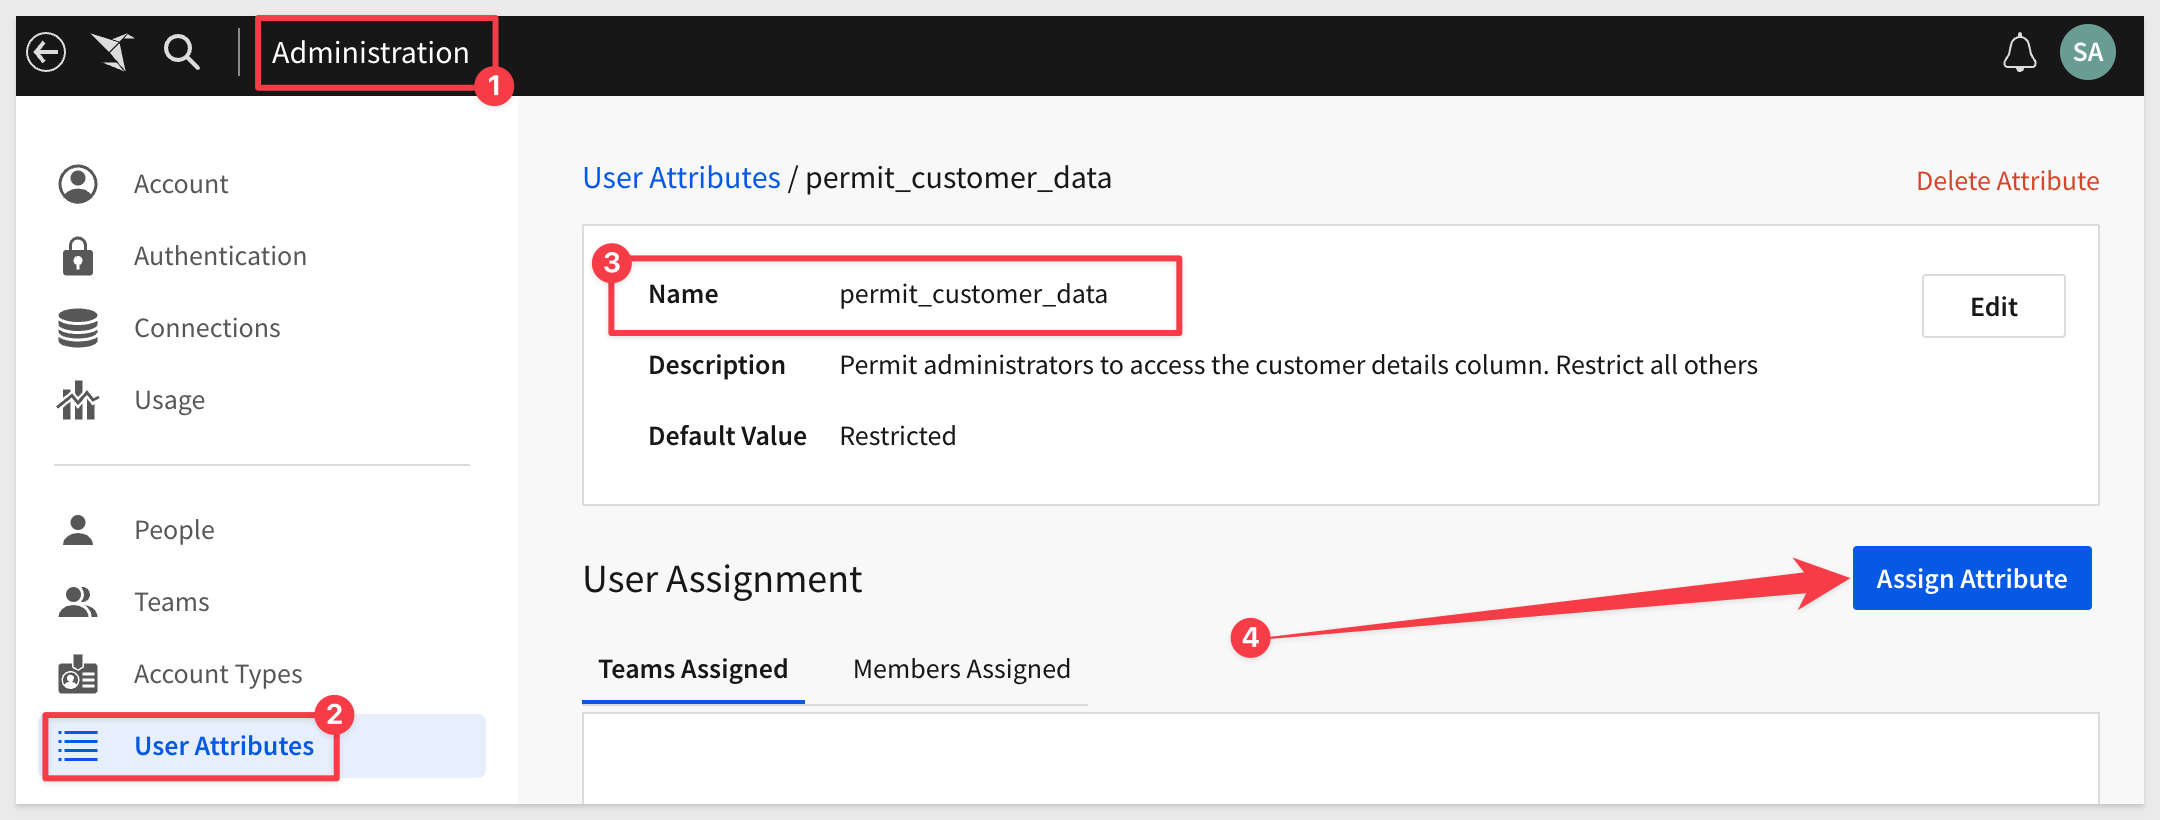 Administration
1
SA
Account
Authentication
Connections
Usage
People
Teams
Account Types
2
User Attributes
User Attributes / permit_customer_data
Delete Attribute
3
Name permit_customer_data
Edit
Description Permit administrators to access the customer details column. Restrict all others
Default Value Restricted
User Assignment
Assign Attribute
4
Teams Assigned Members Assigned